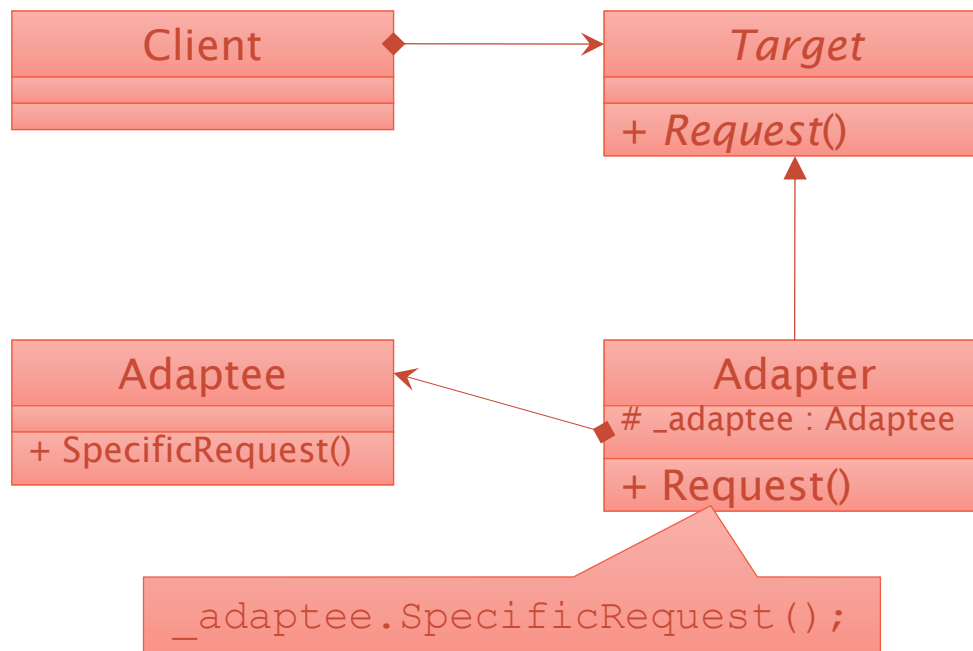 Client
Target
+ Request()
Adaptee
+ SpecificRequest()
Adapter
# _adaptee : Adaptee
+ Request()
_adaptee.SpecificRequest();